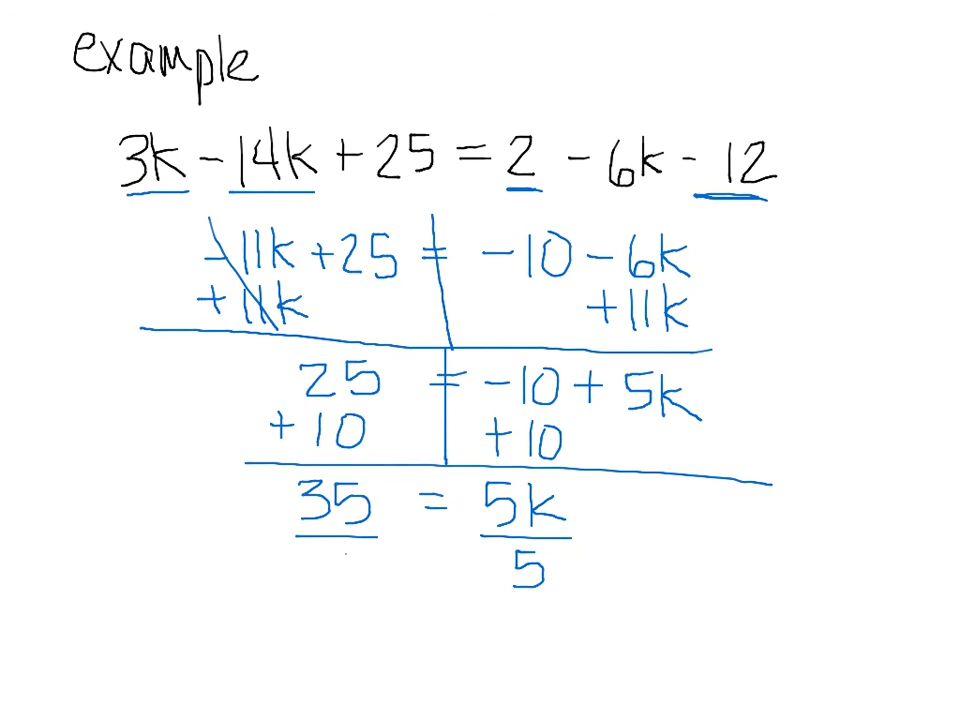 example
3k - 14k + 25 = 2 - 6k - 12
-11k + 25 = -10 - 6k
+ 11k + 11k
25 = -10 + 5k
+ 10 + 10
35 = 5k
5